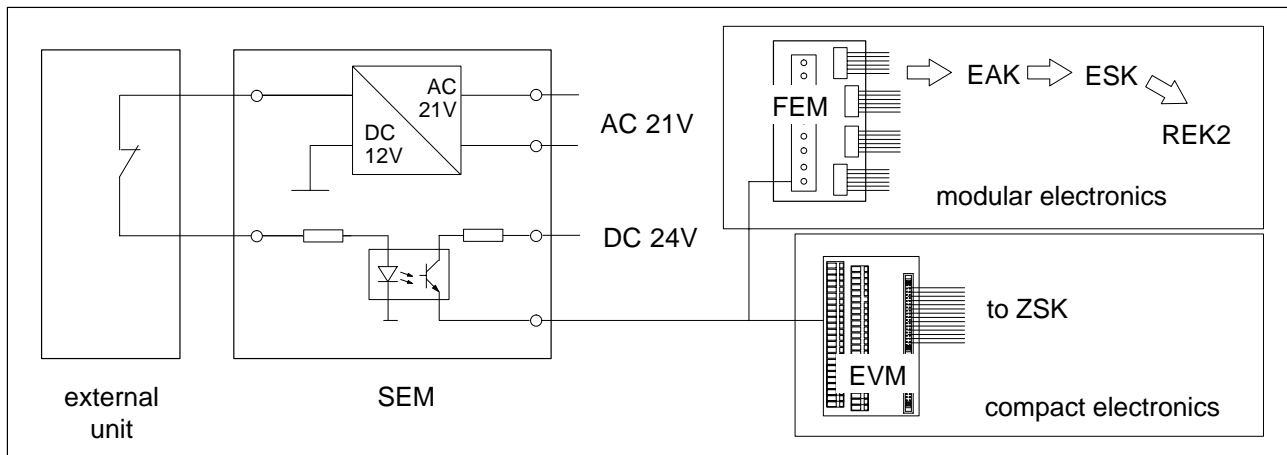 external
unit
AC
21V
DC
12V
SEM
AC 21V
DC 24V
FEM
EAK
ESK
REK2
modular electronics
EVM
to ZSK
compact electronics